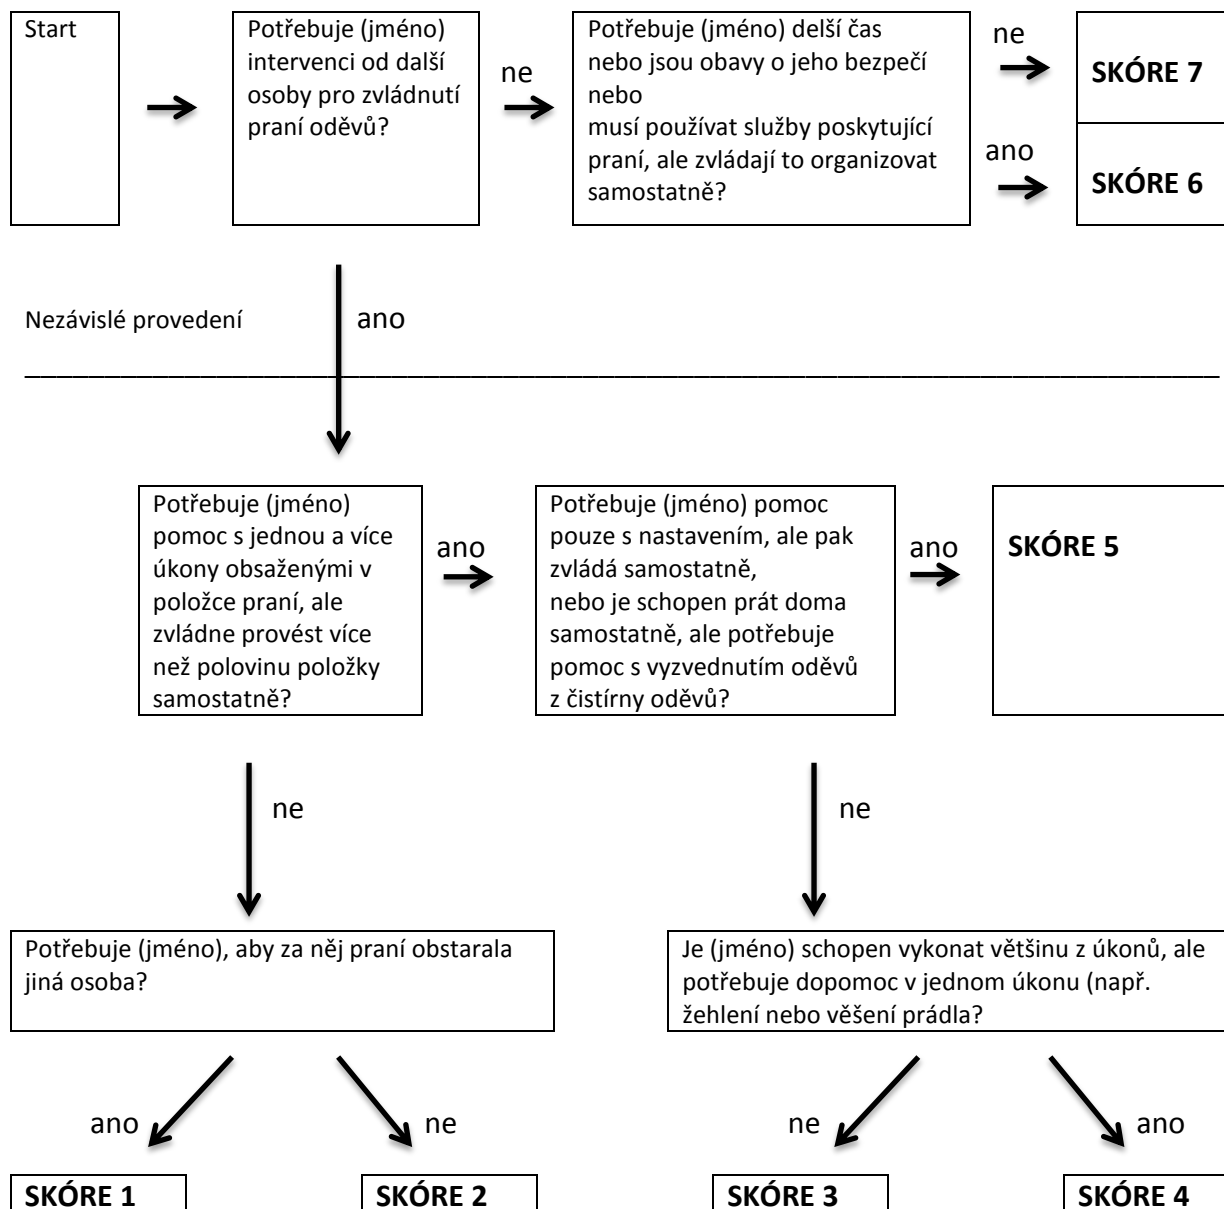 Start
Potřebuje (jméno)
intervenci od další
osoby pro zvládnutí
praní oděvů?
ne
Potřebuje (jméno) delší čas
nebo jsou obavy o jeho bezpečí
nebo
musí používat služby poskytující
praní, ale zvládají to organizovat
samostatně?
ne
SKÓRE 7
ano
SKÓRE 6
Nezávislé provedení
ano
Potřebuje (jméno)
pomoc s jednou a více
úkony obsaženými v
položce praní, ale
zvládne provést více
než polovinu položky
samostatně?
ano
Potřebuje (jméno) pomoc
pouze s nastavením, ale pak
zvládá samostatně,
nebo je schopen prát doma
samostatně, ale potřebuje
pomoc s vyzvednutím oděvů
z čistírny oděvů?
ano
SKÓRE 5
ne
ne
Potřebuje (jméno), aby za něj praní obstarala
jiná osoba?
Je (jméno) schopen vykonat většinu z úkonů, ale
potřebuje dopomoc v jednom úkonu (např.
žehlení nebo věšení prádla?
ano
ne
ne
ano
SKÓRE 1
SKÓRE 2
SKÓRE 3
SKÓRE 4